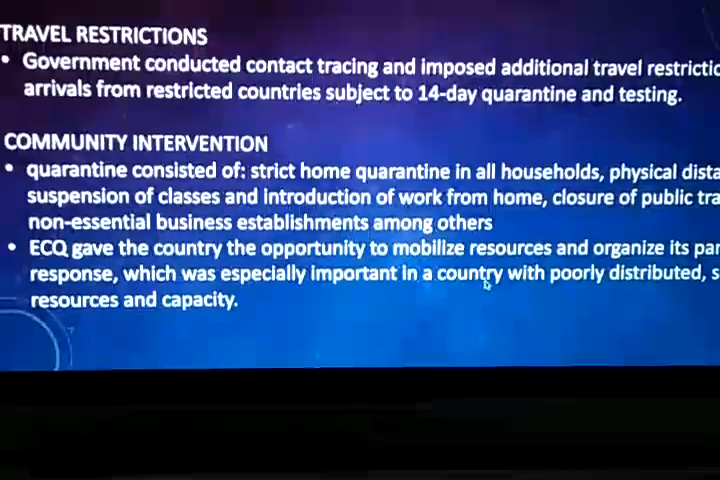 TRAVEL RESTRICTIONS
• Government conducted contact tracing and imposed additional travel
arrivals from restricted countries subject to 14-day quarantine and testing.
COMMUNITY INTERVENTION
• quarantine consisted of: strict home quarantine in all households, physical
suspension of classes and introduction of work from home, closure of public
non-essential business establishments among others
• ECQ gave the country the opportunity to mobilize resources and organize its
response, which was especially important in a country with poorly distributed,
resources and capacity.